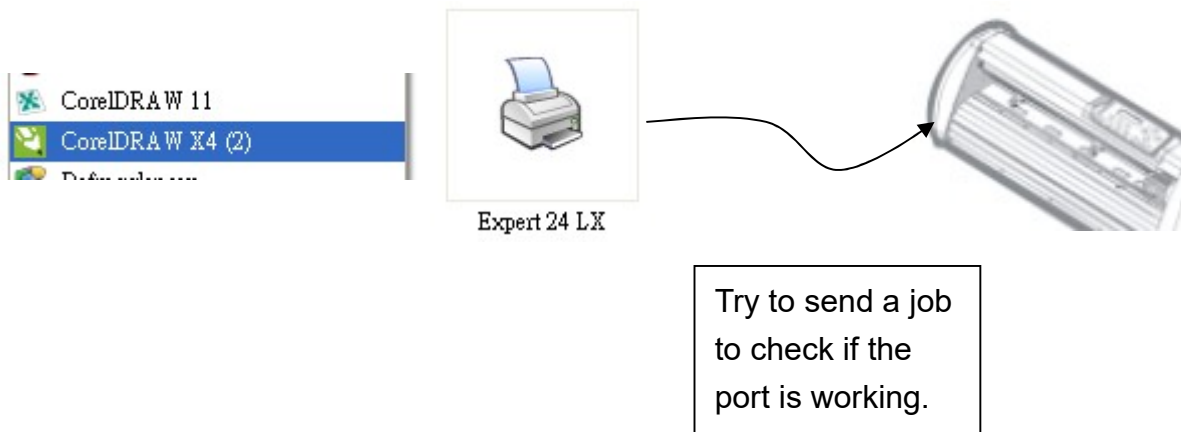 CorelDRAW 11
CorelDRAW X4 (2)
Expert 24 LX
Try to send a job
to check if the
port is working.